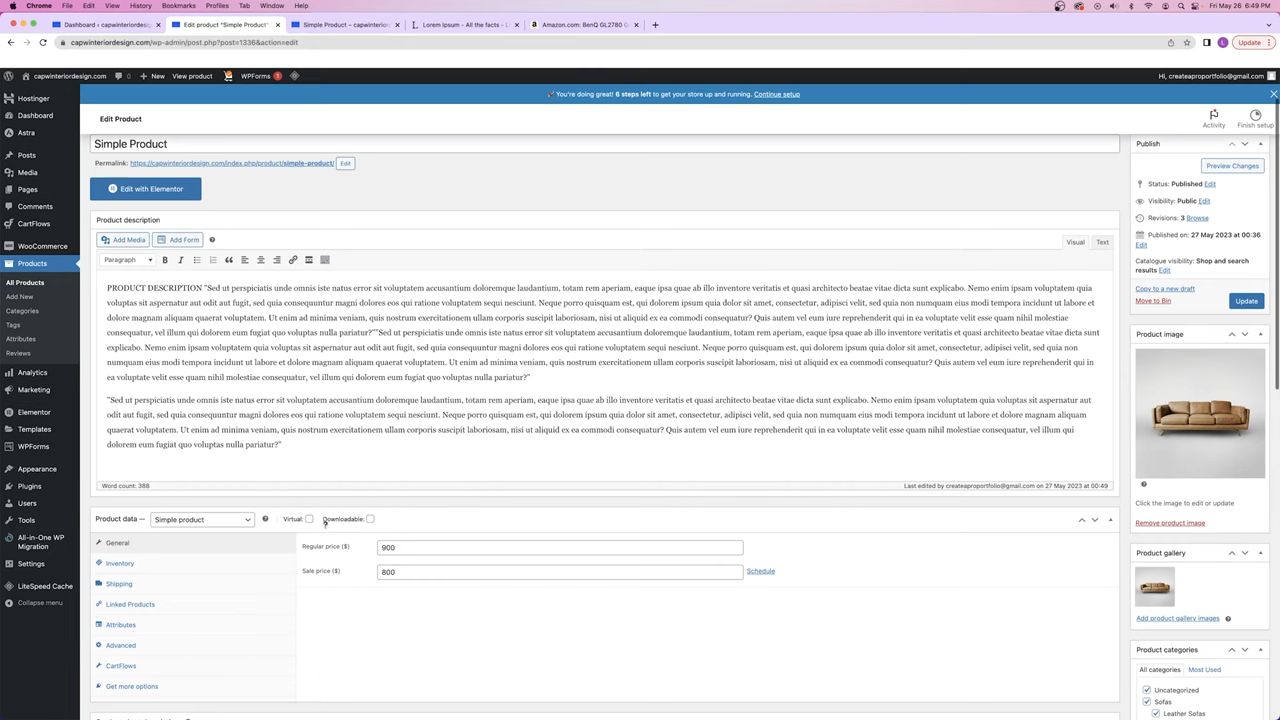 Chrome File Edit View History Bookmarks Profiles Tab Window Help Fri May 26 6:49 PM
Dashboard ‹ capwinteriordesign Edit product "Simple Product" Simple Product – capwinteriordesi Lorem Ipsum - All the facts - L Amazon.com: BenQ GL2780
capwinteriordesign.com/wp-admin/post.php?post=1336&action=edit L Update
capwinteriordesign.com 0 New View product WPForms 1 Hi, createaproportfolio@gmail.com
🚀 You're doing great! 6 steps left to get your store up and running. Continue setup
Edit Product
Activity
Finish setup
Hostinger
Dashboard
Astra
Posts
Media
Pages
Comments
CartFlows
WooCommerce
Products
All Products
Add New
Categories
Tags
Attributes
Reviews
Analytics
Marketing
Elementor
Templates
WPForms
Appearance
Plugins
Users
Tools
All-in-One WP
Migration
Settings
LiteSpeed Cache
Collapse menu
Simple Product
Permalink: https://capwinteriordesign.com/index.php/product/simple-product/ Edit
Edit with Elementor
Product description
Add Media Add Form
Visual Text
Paragraph
PRODUCT DESCRIPTION "Sed ut perspiciatis unde omnis iste natus error sit voluptatem accusantium doloremque laudantium, totam rem aperiam, eaque ipsa quae ab illo inventore veritatis et quasi architecto beatae vitae dicta sunt explicabo. Nemo enim ipsam voluptatem quia
voluptas sit aspernatur aut odit aut fugit, sed quia consequuntur magni dolores eos qui ratione voluptatem sequi nesciunt. Neque porro quisquam est, qui dolorem ipsum quia dolor sit amet, consectetur, adipisci velit, sed quia non numquam eius modi tempora incidunt ut labore et
dolore magnam aliquam quaerat voluptatem. Ut enim ad minima veniam, quis nostrum exercitationem ullam corporis suscipit laboriosam, nisi ut aliquid ex ea commodi consequatur? Quis autem vel eum iure reprehenderit qui in ea voluptate velit esse quam nihil molestiae
consequatur, vel illum qui dolorem eum fugiat quo voluptas nulla pariatur?""Sed ut perspiciatis unde omnis iste natus error sit voluptatem accusantium doloremque laudantium, totam rem aperiam, eaque ipsa quae ab illo inventore veritatis et quasi architecto beatae vitae dicta sunt
explicabo. Nemo enim ipsam voluptatem quia voluptas sit aspernatur aut odit aut fugit, sed quia consequuntur magni dolores eos qui ratione voluptatem sequi nesciunt. Neque porro quisquam est, qui dolorem ipsum quia dolor sit amet, consectetur, adipisci velit, sed quia non
numquam eius modi tempora incidunt ut labore et dolore magnam aliquam quaerat voluptatem. Ut enim ad minima veniam, quis nostrum exercitationem ullam corporis suscipit laboriosam, nisi ut aliquid ex ea commodi consequatur? Quis autem vel eum iure reprehenderit qui in
ea voluptate velit esse quam nihil molestiae consequatur, vel illum qui dolorem eum fugiat quo voluptas nulla pariatur?"
"Sed ut perspiciatis unde omnis iste natus error sit voluptatem accusantium doloremque laudantium, totam rem aperiam, eaque ipsa quae ab illo inventore veritatis et quasi architecto beatae vitae dicta sunt explicabo. Nemo enim ipsam voluptatem quia voluptas sit aspernatur aut
odit aut fugit, sed quia consequuntur magni dolores eos qui ratione voluptatem sequi nesciunt. Neque porro quisquam est, qui dolorem ipsum quia dolor sit amet, consectetur, adipisci velit, sed quia non numquam eius modi tempora incidunt ut labore et dolore magnam aliquam
quaerat voluptatem. Ut enim ad minima veniam, quis nostrum exercitationem ullam corporis suscipit laboriosam, nisi ut aliquid ex ea commodi consequatur? Quis autem vel eum iure reprehenderit qui in ea voluptate velit esse quam nihil molestiae consequatur, vel illum qui
dolorem eum fugiat quo voluptas nulla pariatur?"
Word count: 388 Last edited by createaproportfolio@gmail.com on 27 May 2023 at 00:49
Product data — Simple product Virtual: Downloadable:
General
Inventory
Shipping
Linked Products
Attributes
Advanced
CartFlows
Get more options
Regular price ($) 900
Sale price ($) 800 Schedule
Publish
Preview Changes
Status: Published Edit
Visibility: Public Edit
Revisions: 3 Browse
Published on: 27 May 2023 at 00:36
Edit
Catalogue visibility: Shop and search
results Edit
Copy to a new draft
Move to Bin
Update
Product image
Click the image to edit or update
Remove product image
Product gallery
Add product gallery images
Product categories
All categories Most Used
Uncategorized
Sofas
Leather Sofas